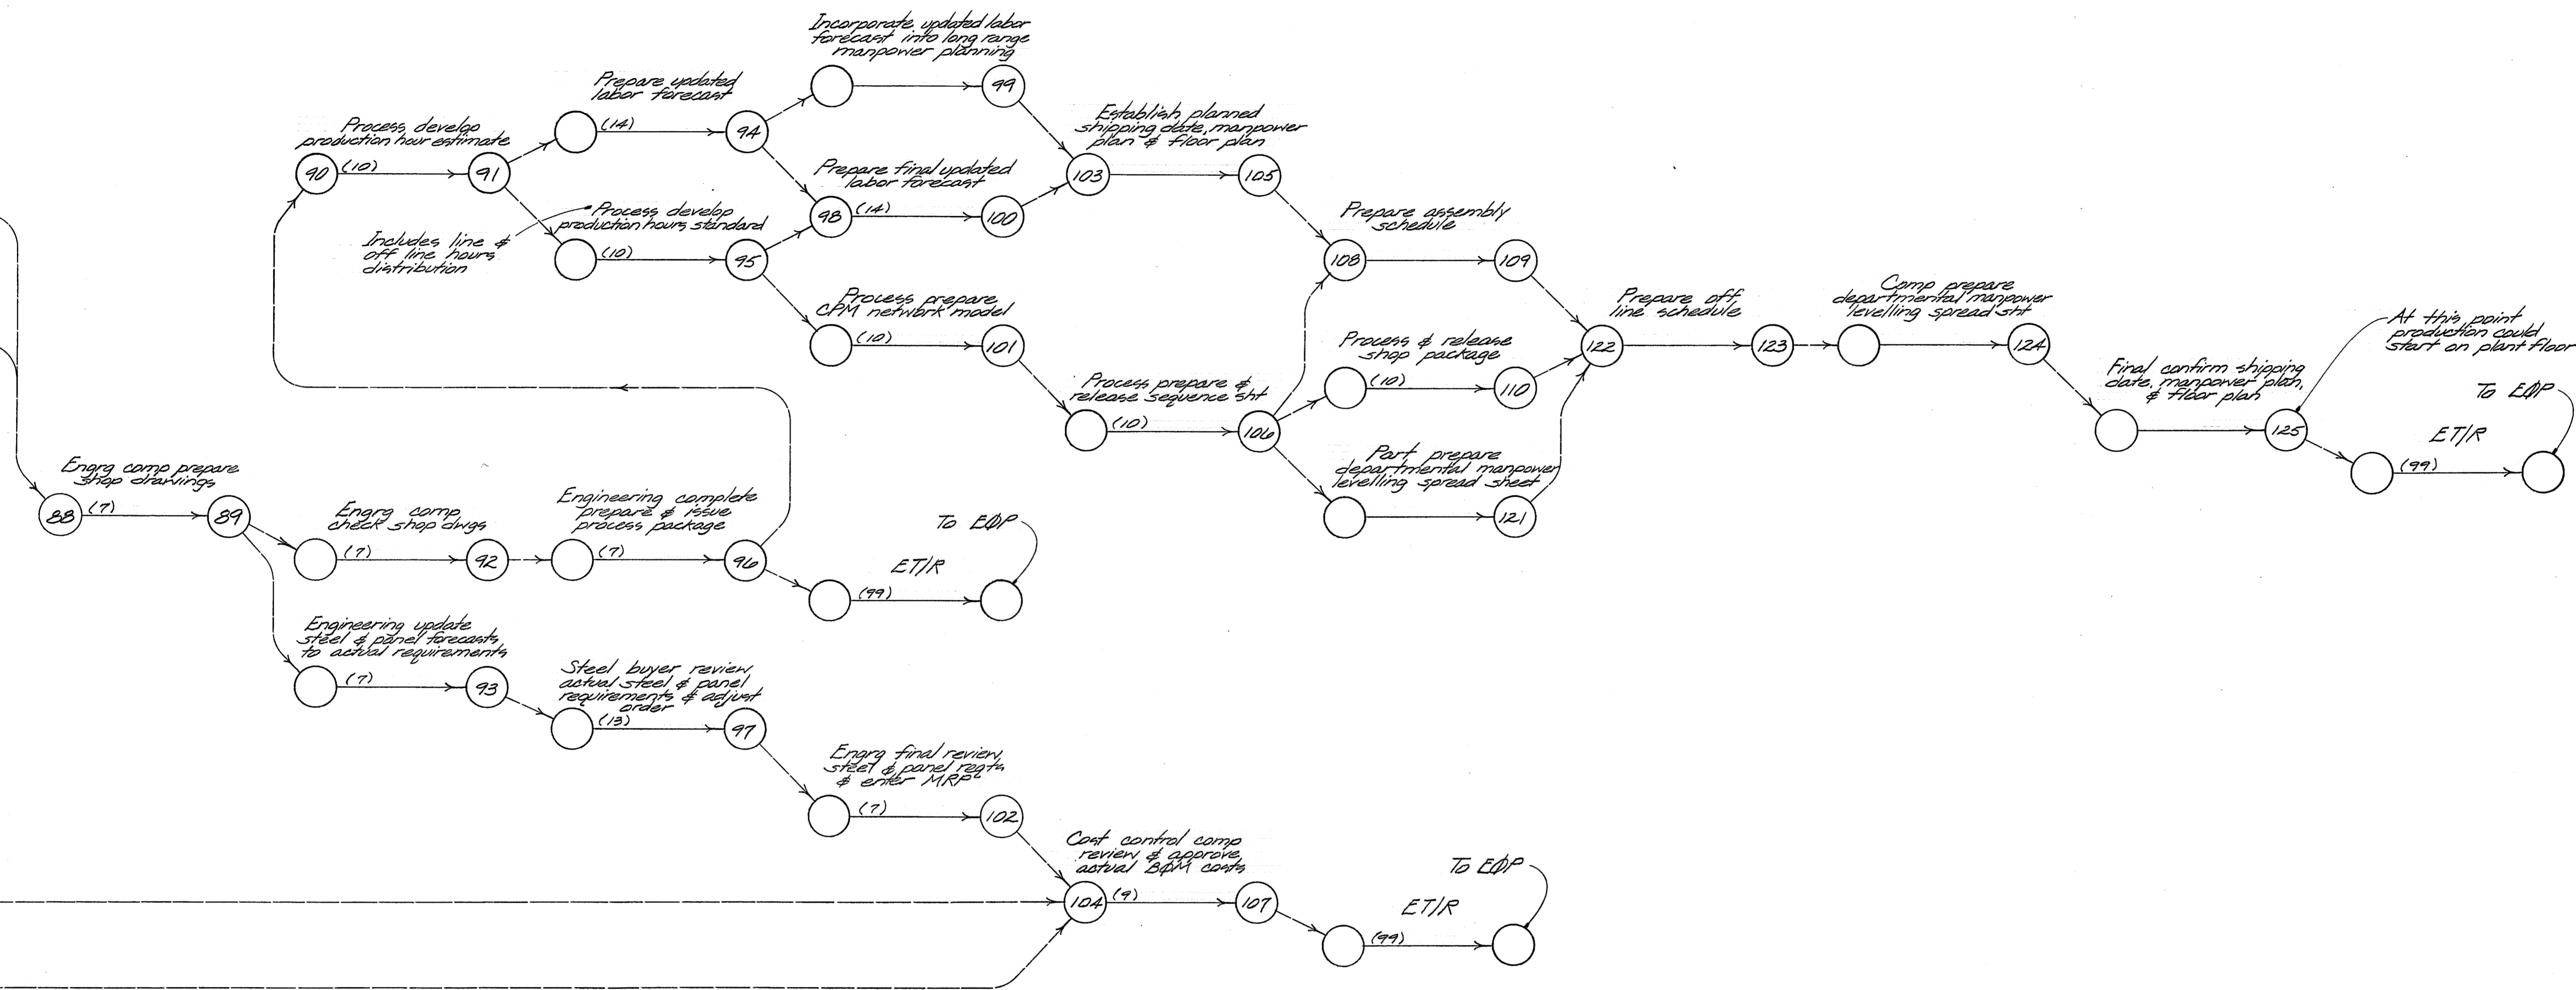 Incorporate updated labor
forecast into long range
manpower planning
99
Prepare updated
labor forecast
(14)
94
Process develop
production hour estimate
90
(10)
91
Establish planned
shipping date, manpower
plan & floor plan
103
105
Prepare final updated
labor forecast
98
(14)
100
Process develop
production hours standard
(10)
95
Includes line &
off line hours
distribution
Prepare assembly
schedule
108
109
Process prepare
CPM network model
(10)
101
Process & release
shop package
(10)
110
Prepare off
line schedule
122
123
Comp prepare
departmental manpower
levelling spread sht
124
At this point
production could
start on plant floor
Final confirm shipping
date, manpower plan,
& floor plan
125
To EØP
ET/R
(99)
Process prepare &
release sequence sht
(10)
106
Part prepare
departmental manpower
levelling spread sheet
121
Engrg comp prepare
shop drawings
88
(7)
89
Engrg comp
check shop dwgs
(7)
92
Engineering complete
prepare & issue
process package
(7)
96
To EØP
ET/R
(99)
Engineering update
steel & panel forecasts
to actual requirements
(7)
93
Steel buyer review
actual steel & panel
requirements & adjust
order
(13)
97
Engrg final review
steel & panel reqts
& enter MRP
(7)
102
Cost control comp
review & approve
actual BØM costs
104
(9)
107
To EØP
ET/R
(99)